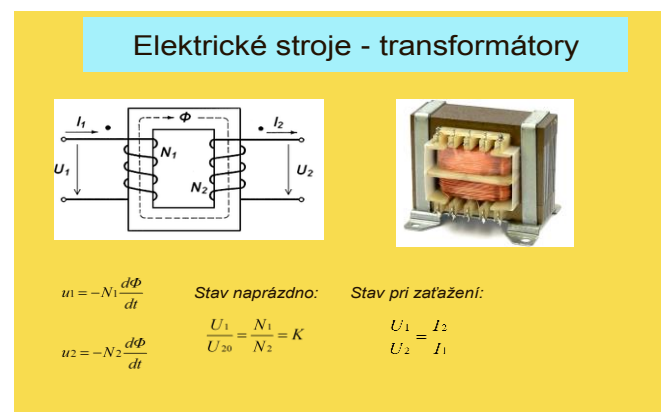 Elektrické stroje - transformátory
I₁ Φ I₂
U₁ N₁ N₂ U₂
u₁ = −N₁ dΦ/dt
u₂ = −N₂ dΦ/dt
Stav naprázdno:
U₁/U₂₀ = N₁/N₂ = K
Stav pri zaťažení:
U₁/U₂ = I₂/I₁